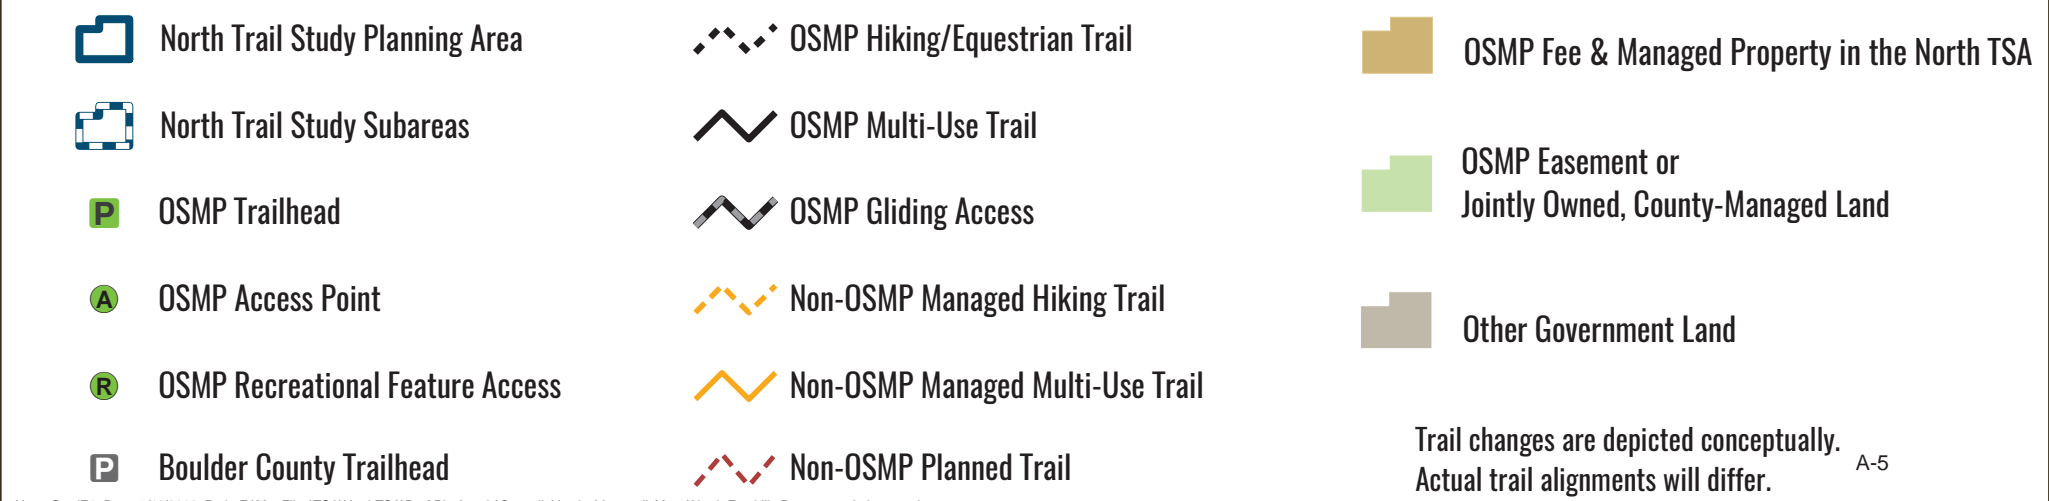 North Trail Study Planning Area
North Trail Study Subareas
P OSMP Trailhead
A OSMP Access Point
R OSMP Recreational Feature Access
P Boulder County Trailhead
OSMP Hiking/Equestrian Trail
OSMP Multi-Use Trail
OSMP Gliding Access
Non-OSMP Managed Hiking Trail
Non-OSMP Managed Multi-Use Trail
Non-OSMP Planned Trail
OSMP Fee & Managed Property in the North TSA
OSMP Easement or
Jointly Owned, County-Managed Land
Other Government Land
Trail changes are depicted conceptually.
Actual trail alignments will differ.
A-5